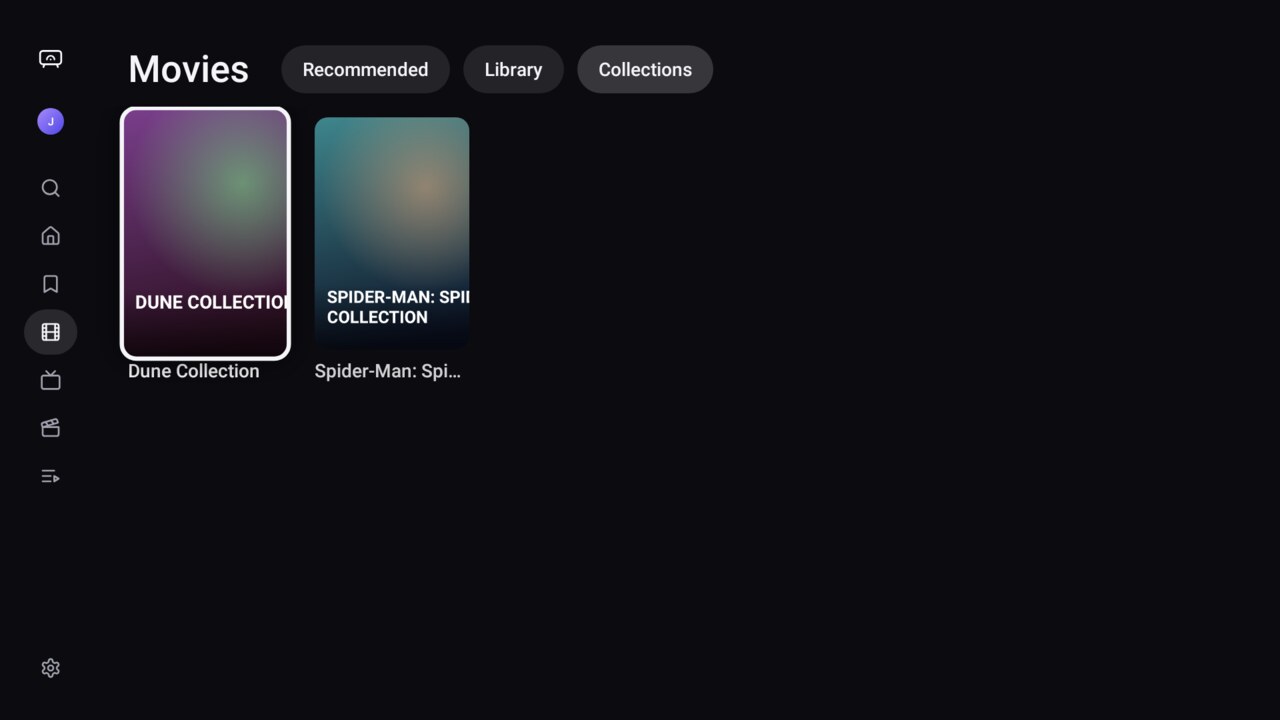 Movies
Recommended
Library
Collections
J
DUNE COLLECTIO
SPIDER-MAN: SPI
COLLECTION
Dune Collection
Spider-Man: Spi...